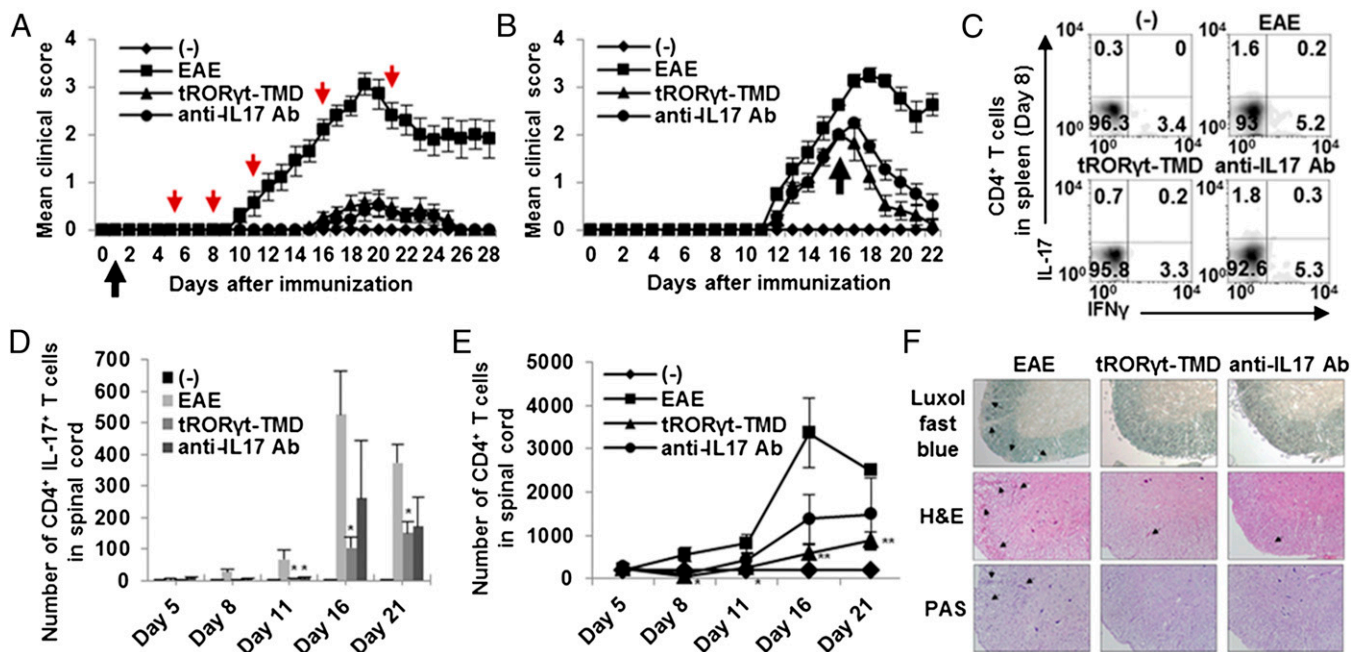 A
Mean clinical score
4
3
2
1
0
(-)
EAE
tRORγt-TMD
anti-IL17 Ab
0 2 4 6 8 10 12 14 16 18 20 22 24 26 28
Days after immunization
B
Mean clinical score
4
3
2
1
0
(-)
EAE
tRORγt-TMD
anti-IL17 Ab
0 2 4 6 8 10 12 14 16 18 20 22
Days after immunization
C
CD4+ T cells
in spleen (Day 8)
IL-17
(-)
EAE
10⁴
0.3 0
96.3 3.4
10⁰
10⁰ 10⁴
10⁴
1.6 0.2
93 5.2
10⁰
10⁰ 10⁴
tRORγt-TMD
anti-IL17 Ab
10⁴
0.7 0.2
95.8 3.3
10⁰
10⁰ 10⁴
10⁴
1.8 0.3
92.6 5.3
10⁰
10⁰ 10⁴
IFNγ
D
Number of CD4+ IL-17+ T cells
in spinal cord
700
600
500
400
300
200
100
0
(-)
EAE
tRORγt-TMD
anti-IL17 Ab
* * * *
Day 5 Day 8 Day 11 Day 16 Day 21
E
Number of CD4+ T cells
in spinal cord
5000
4000
3000
2000
1000
0
(-)
EAE
tRORγt-TMD
anti-IL17 Ab
* * ** **
Day 5 Day 8 Day 11 Day 16 Day 21
F
EAE tRORγt-TMD anti-IL17 Ab
Luxol
fast
blue
H&E
PAS